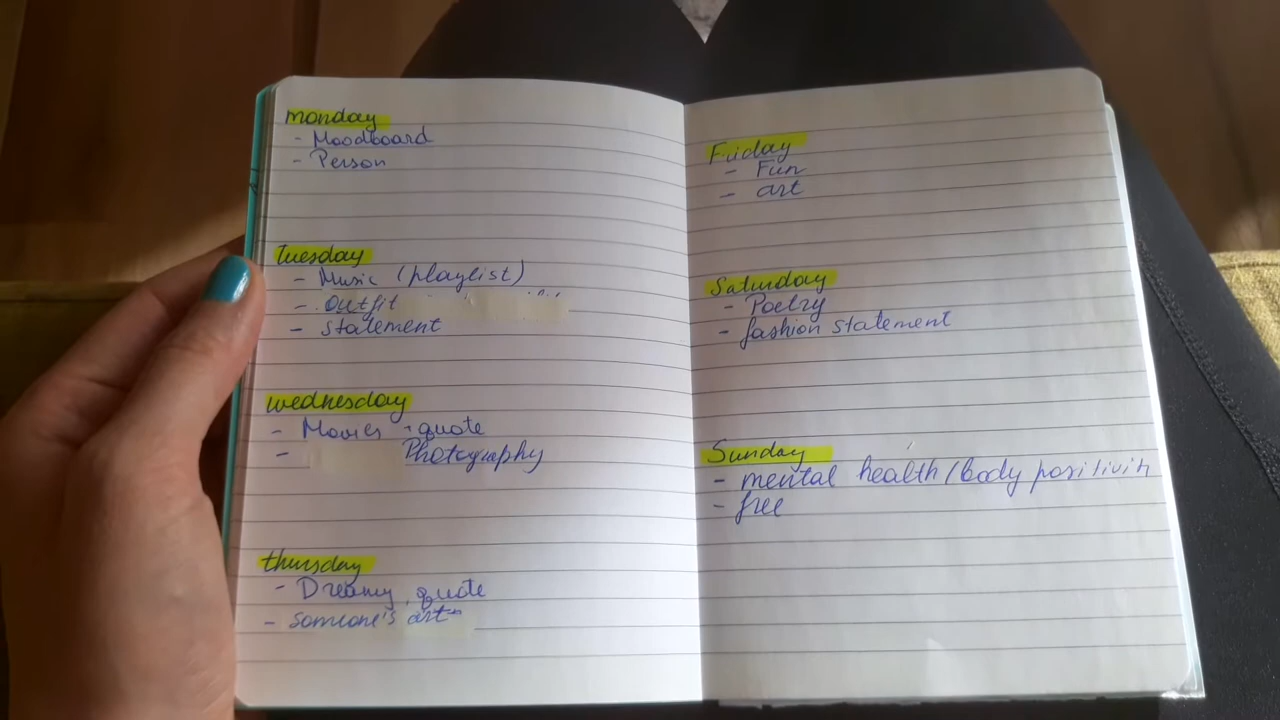 monday
- Moodboard
- Person
Tuesday
- Music (playlist)
- outfit
- statement
wednesday
- Movies - quote
- Photography
thursday
- Dreamy, quote
- someone's art
Friday
- Fun
- art
Saturday
- Poetry
- fashion statement
Sunday
- mental health/body positivity
- free